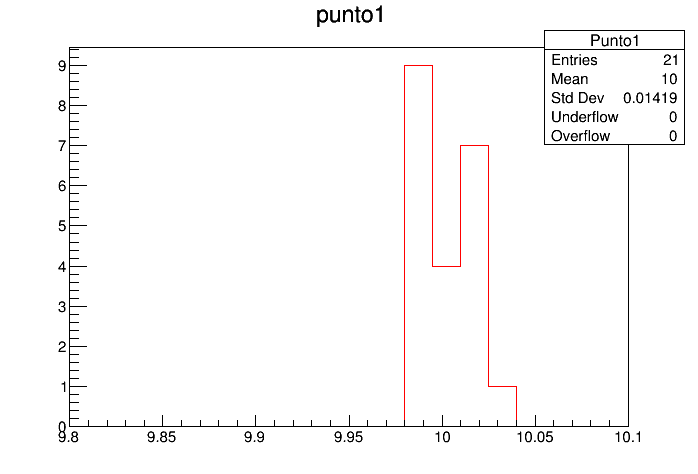 punto1
Punto1
Entries 21
Mean 10
Std Dev 0.01419
Underflow 0
Overflow 0
9
8
7
6
5
4
3
2
1
0
9.8 9.85 9.9 9.95 10 10.05 10.1